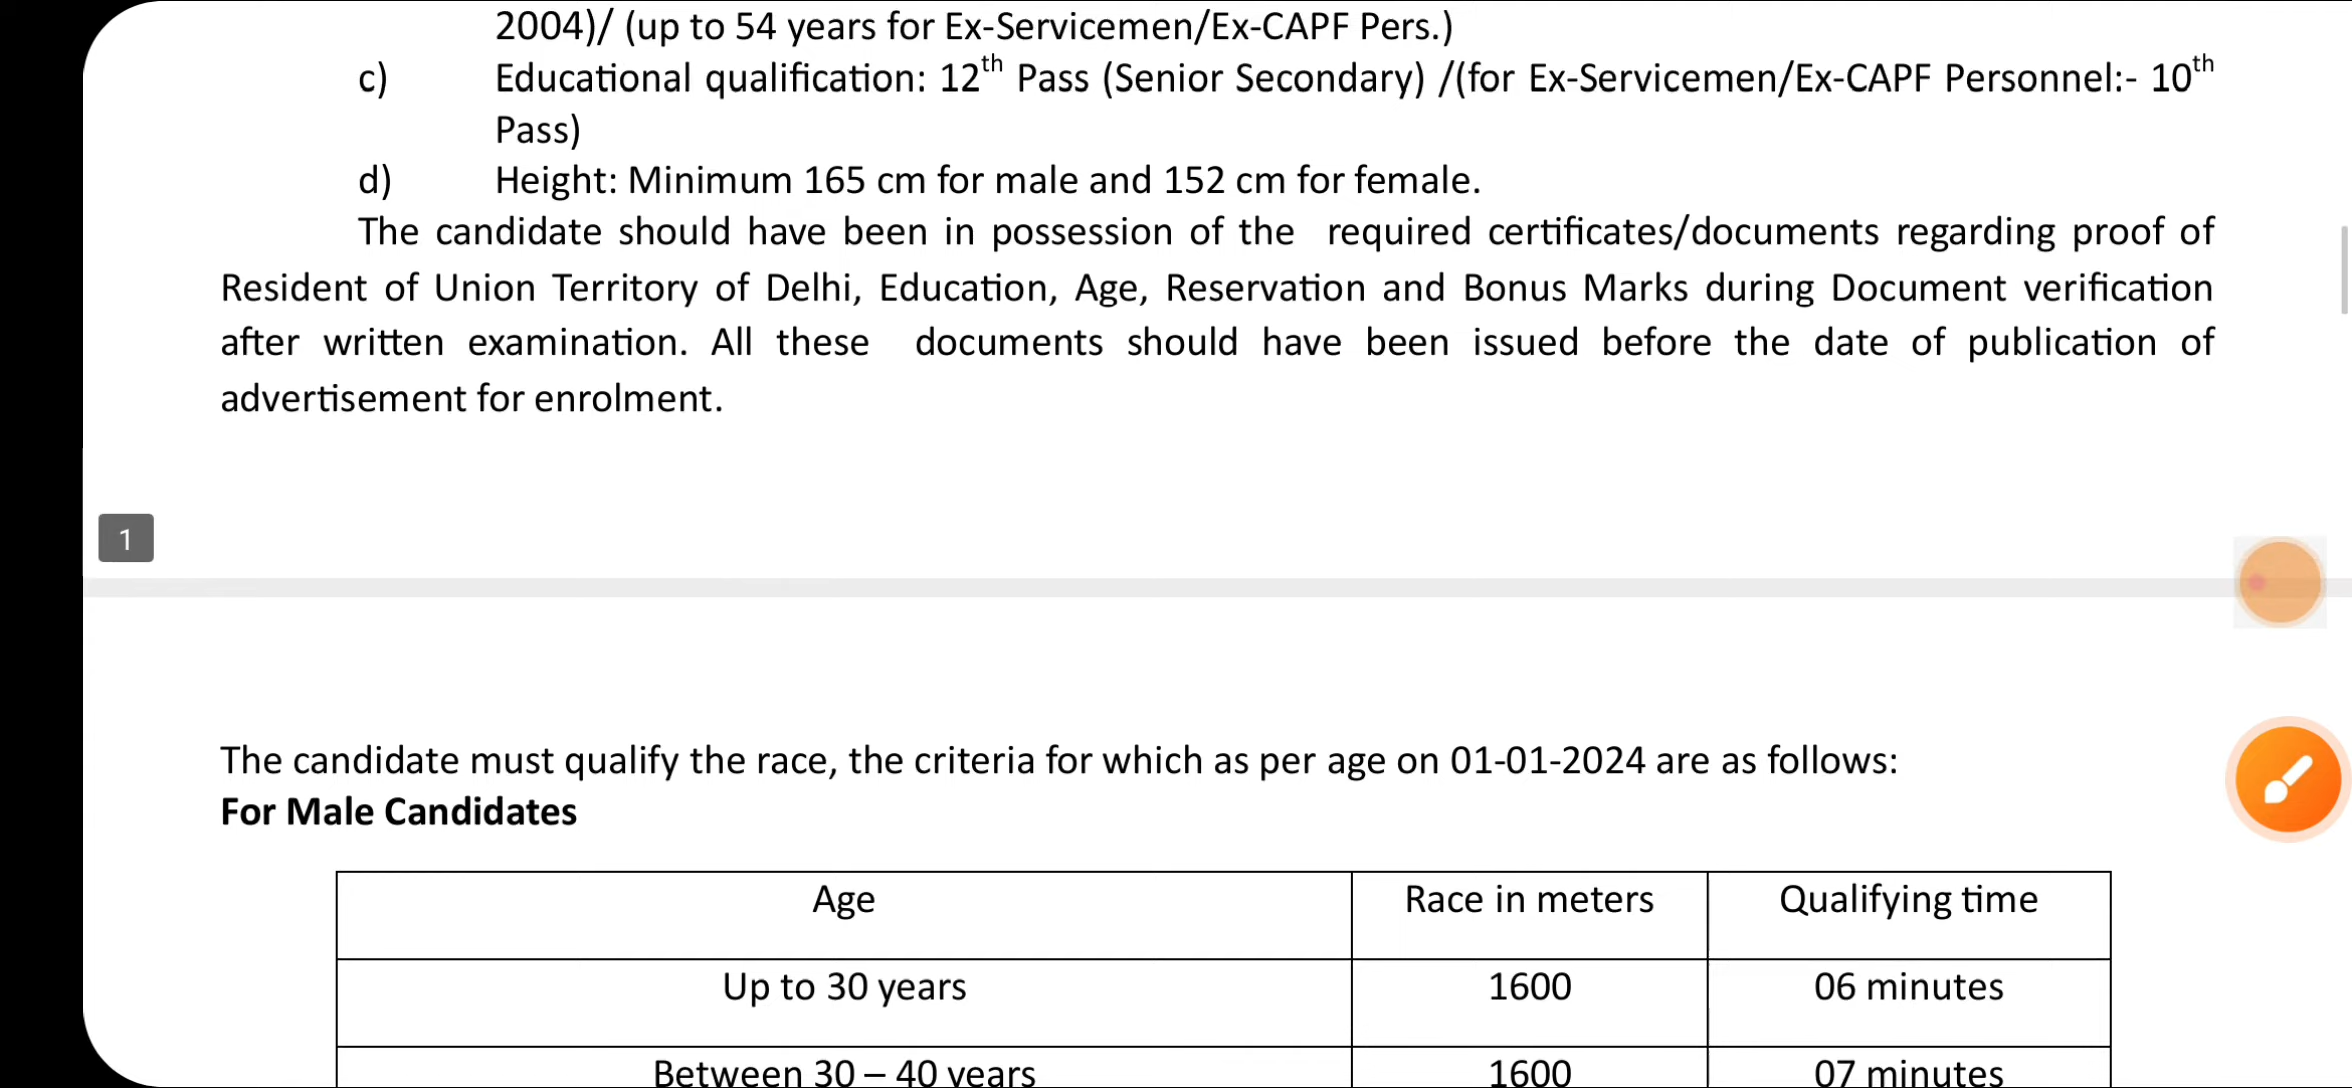 2004)/ (up to 54 years for Ex-Servicemen/Ex-CAPF Pers.)
c) Educational qualification: 12th Pass (Senior Secondary) /(for Ex-Servicemen/Ex-CAPF Personnel:- 10th
Pass)
d) Height: Minimum 165 cm for male and 152 cm for female.
The candidate should have been in possession of the required certificates/documents regarding proof of
Resident of Union Territory of Delhi, Education, Age, Reservation and Bonus Marks during Document verification
after written examination. All these documents should have been issued before the date of publication of
advertisement for enrolment.
1
The candidate must qualify the race, the criteria for which as per age on 01-01-2024 are as follows:
For Male Candidates
Age Race in meters Qualifying time
Up to 30 years 1600 06 minutes
Between 30 – 40 years 1600 07 minutes